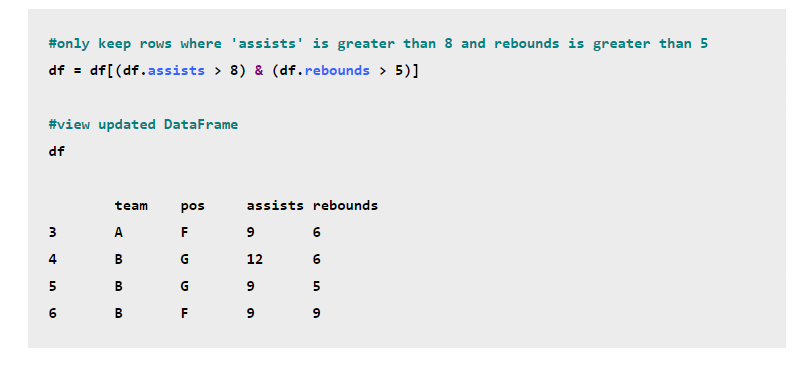 #only keep rows where 'assists' is greater than 8 and rebounds is greater than 5
df = df[(df.assists > 8) & (df.rebounds > 5)]
#view updated DataFrame
df
team pos assists rebounds
3 A F 9 6
4 B G 12 6
5 B G 9 5
6 B F 9 9